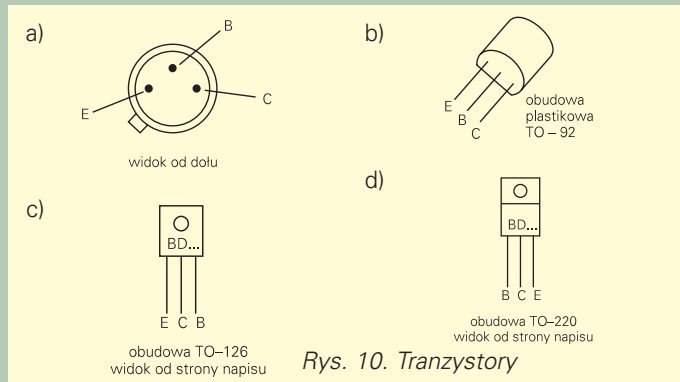 a)
B
E
C
widok od dołu
b)
E
B
C
obudowa
plastikowa
TO – 92
c)
BD...
E C B
obudowa TO–126
widok od strony napisu
d)
BD...
B C E
obudowa TO–220
widok od strony napisu
Rys. 10. Tranzystory